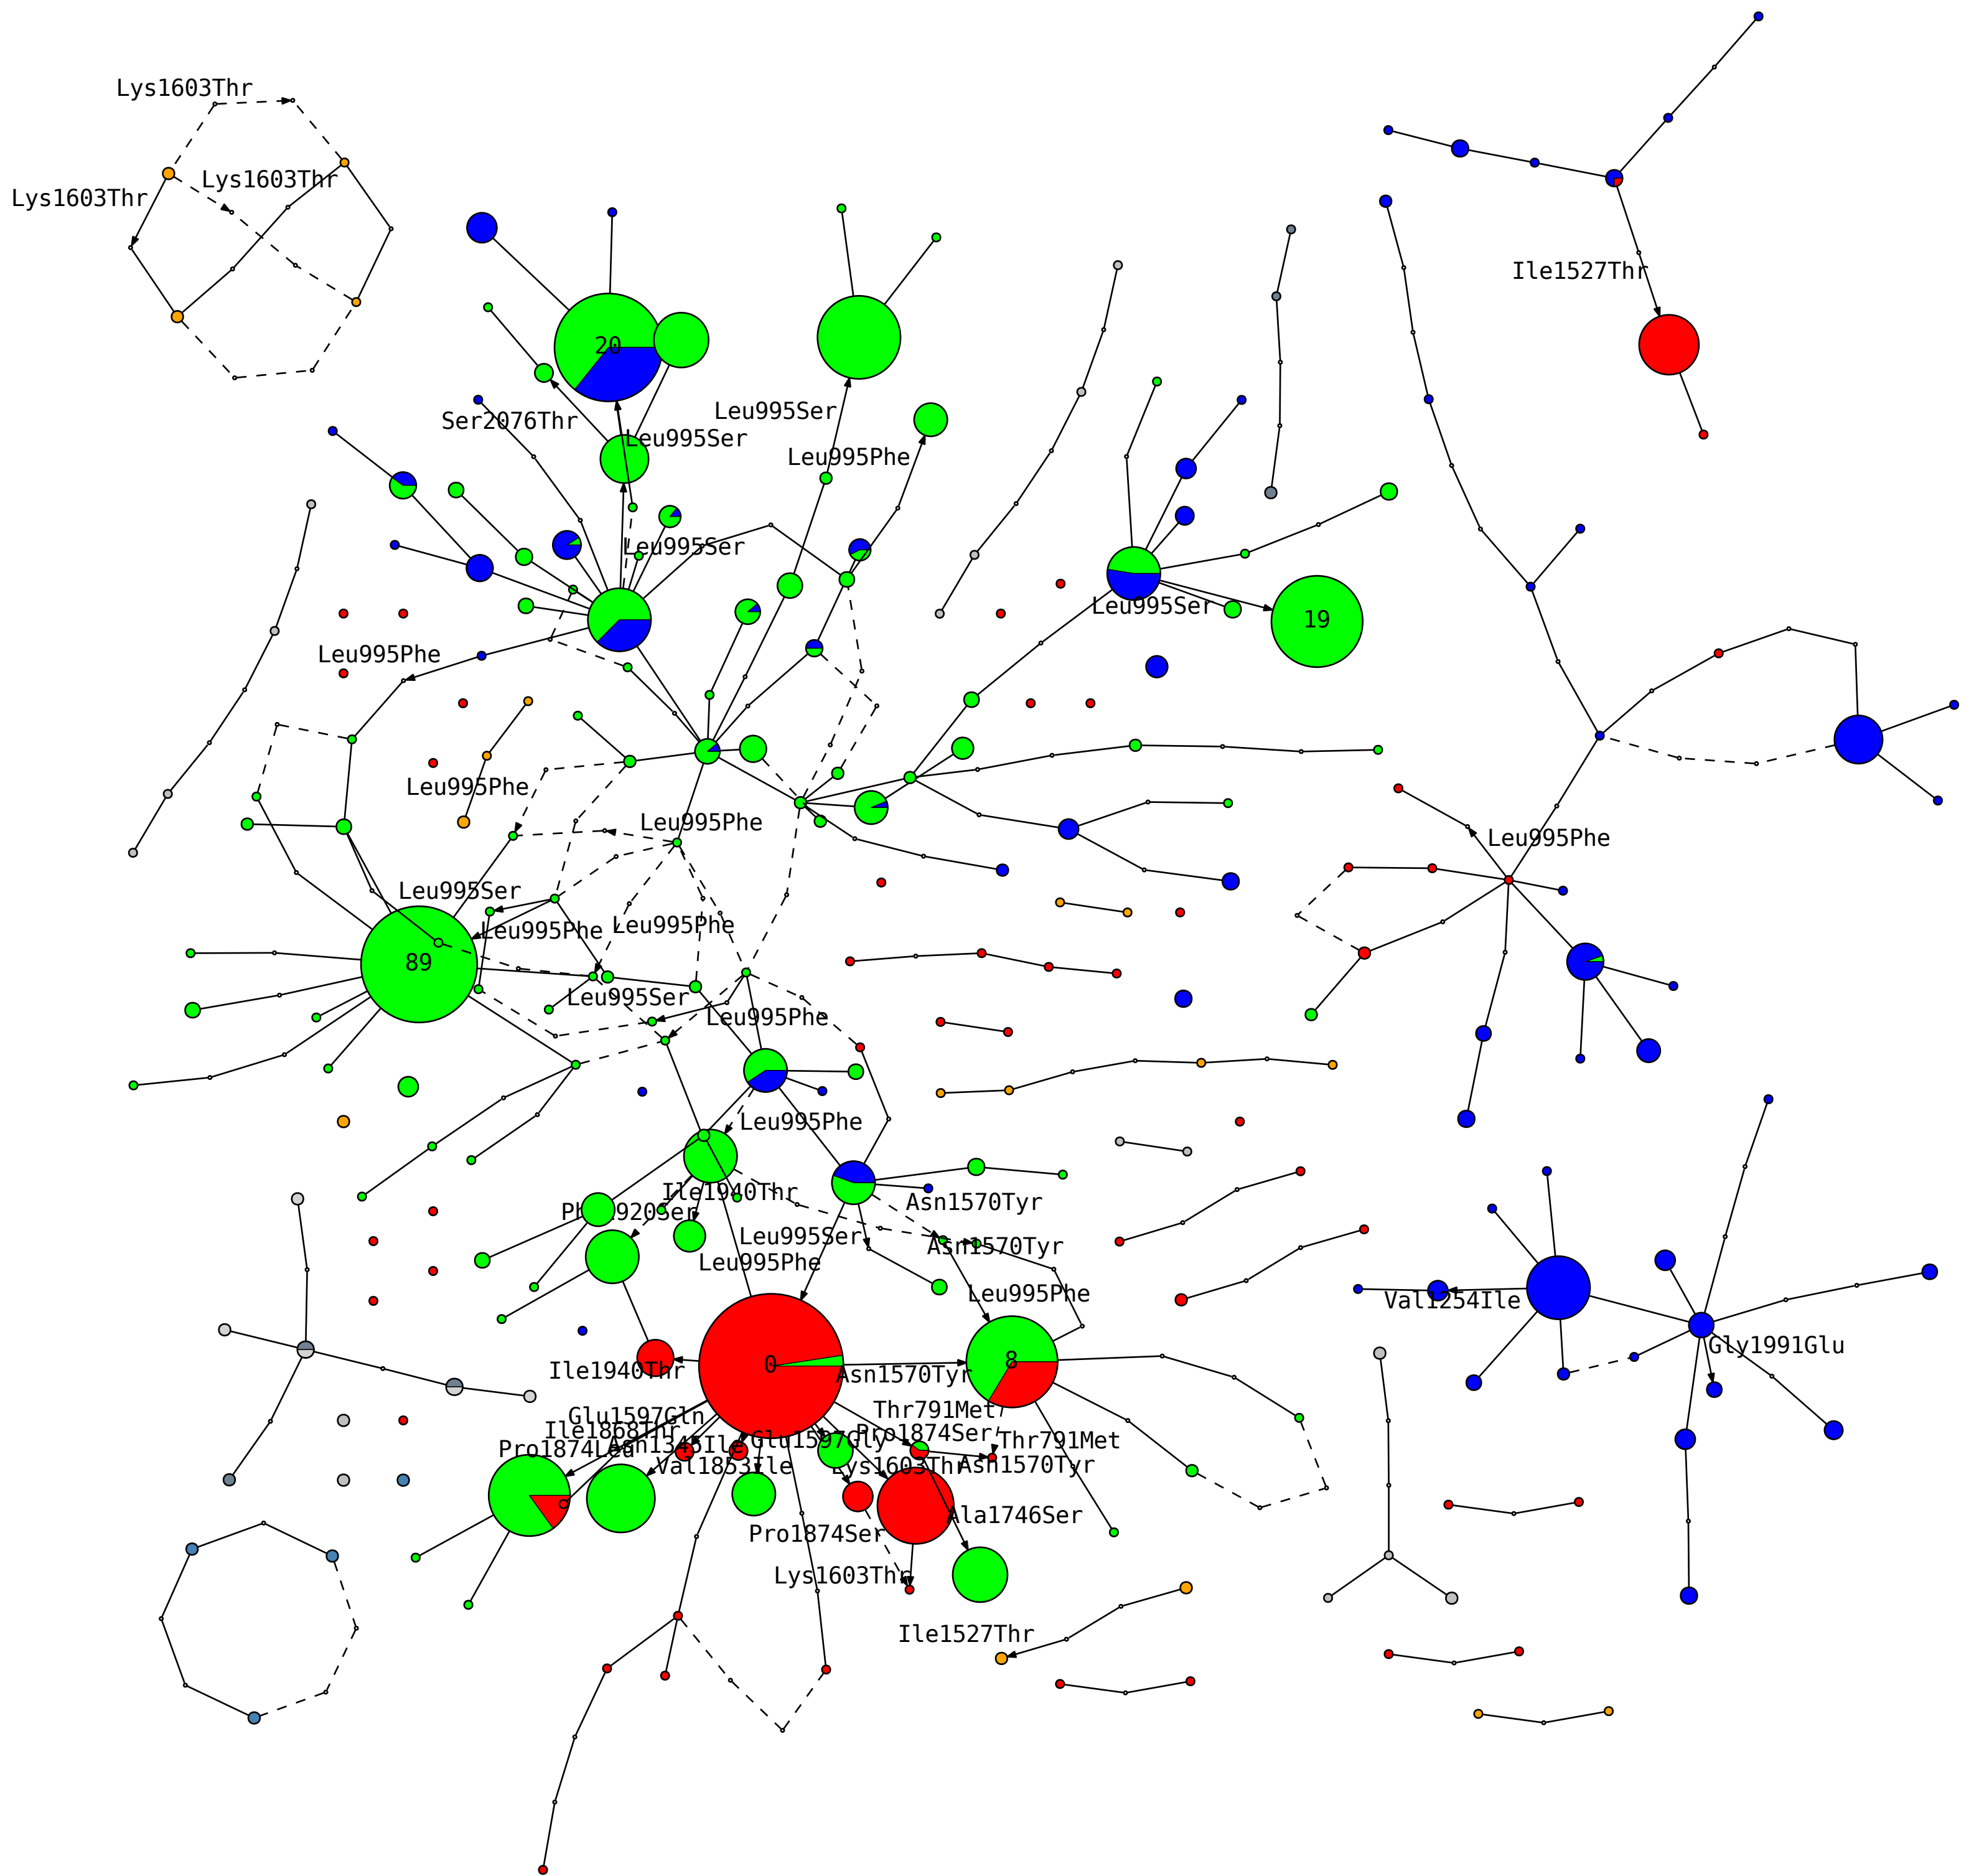 Lys1603Thr
Lys1603Thr
Lys1603Thr
Ile1527Thr
20
Leu995Ser
Ser2076Thr
Leu995Ser
Leu995Phe
Leu995Ser
Leu995Ser
19
Leu995Phe
Leu995Phe
Leu995Phe
Leu995Phe
Leu995Ser
Leu995Phe
Leu995Phe
89
Leu995Ser
Leu995Phe
Leu995Phe
Ile1940Thr
Asn1570Tyr
Leu995Ser
Asn1570Tyr
Leu995Phe
Leu995Phe
Val1254Ile
Gly1991Glu
0
8
Ile1940Thr
Asn1570Tyr
Thr791Met
Glu1597Gln
Ile1868Thr
Pro1874Ser
Glu1597Gly
Thr791Met
Asn1345Ile
Pro1874Leu
Val1853Ile
Lys1603Thr
Asn1570Tyr
Ala1746Ser
Pro1874Ser
Lys1603Thr
Ile1527Thr